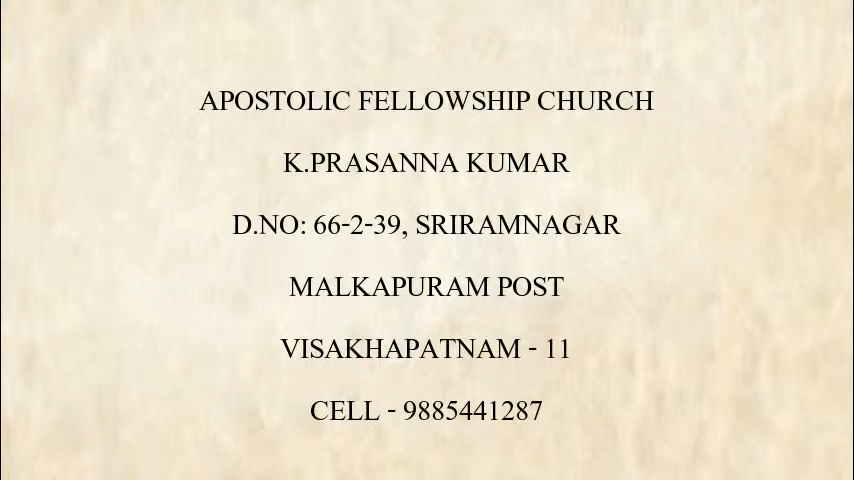 APOSTOLIC FELLOWSHIP CHURCH
K.PRASANNA KUMAR
D.NO: 66-2-39, SRIRAMNAGAR
MALKAPURAM POST
VISAKHAPATNAM - 11
CELL - 9885441287